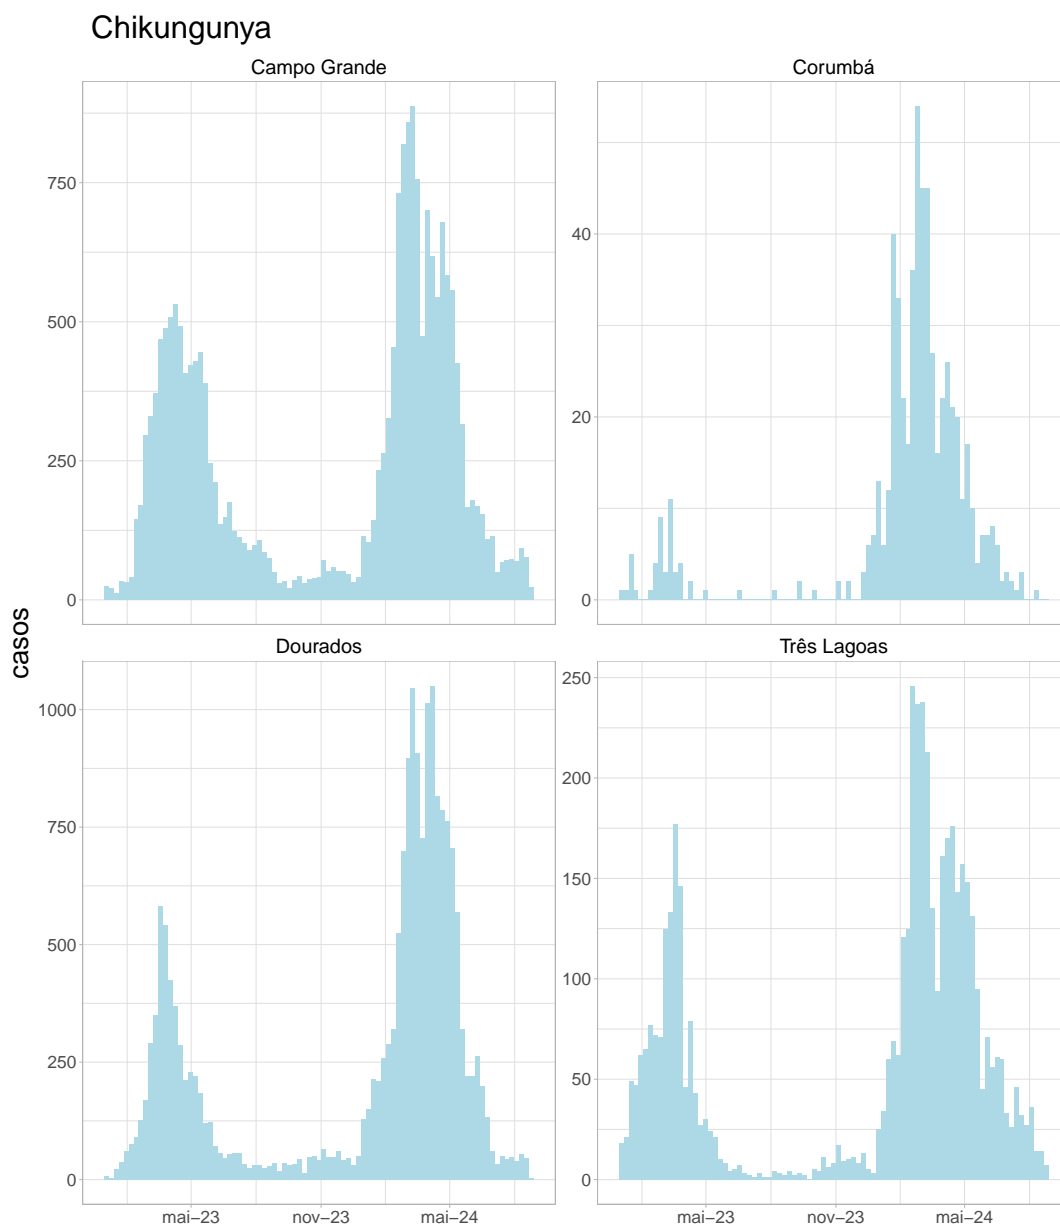 Chikungunya
Campo Grande
Corumbá
750
500
250
0
40
20
0
casos
Dourados
Três Lagoas
1000
750
500
250
0
250
200
150
100
50
0
mai–23
nov–23
mai–24
mai–23
nov–23
mai–24